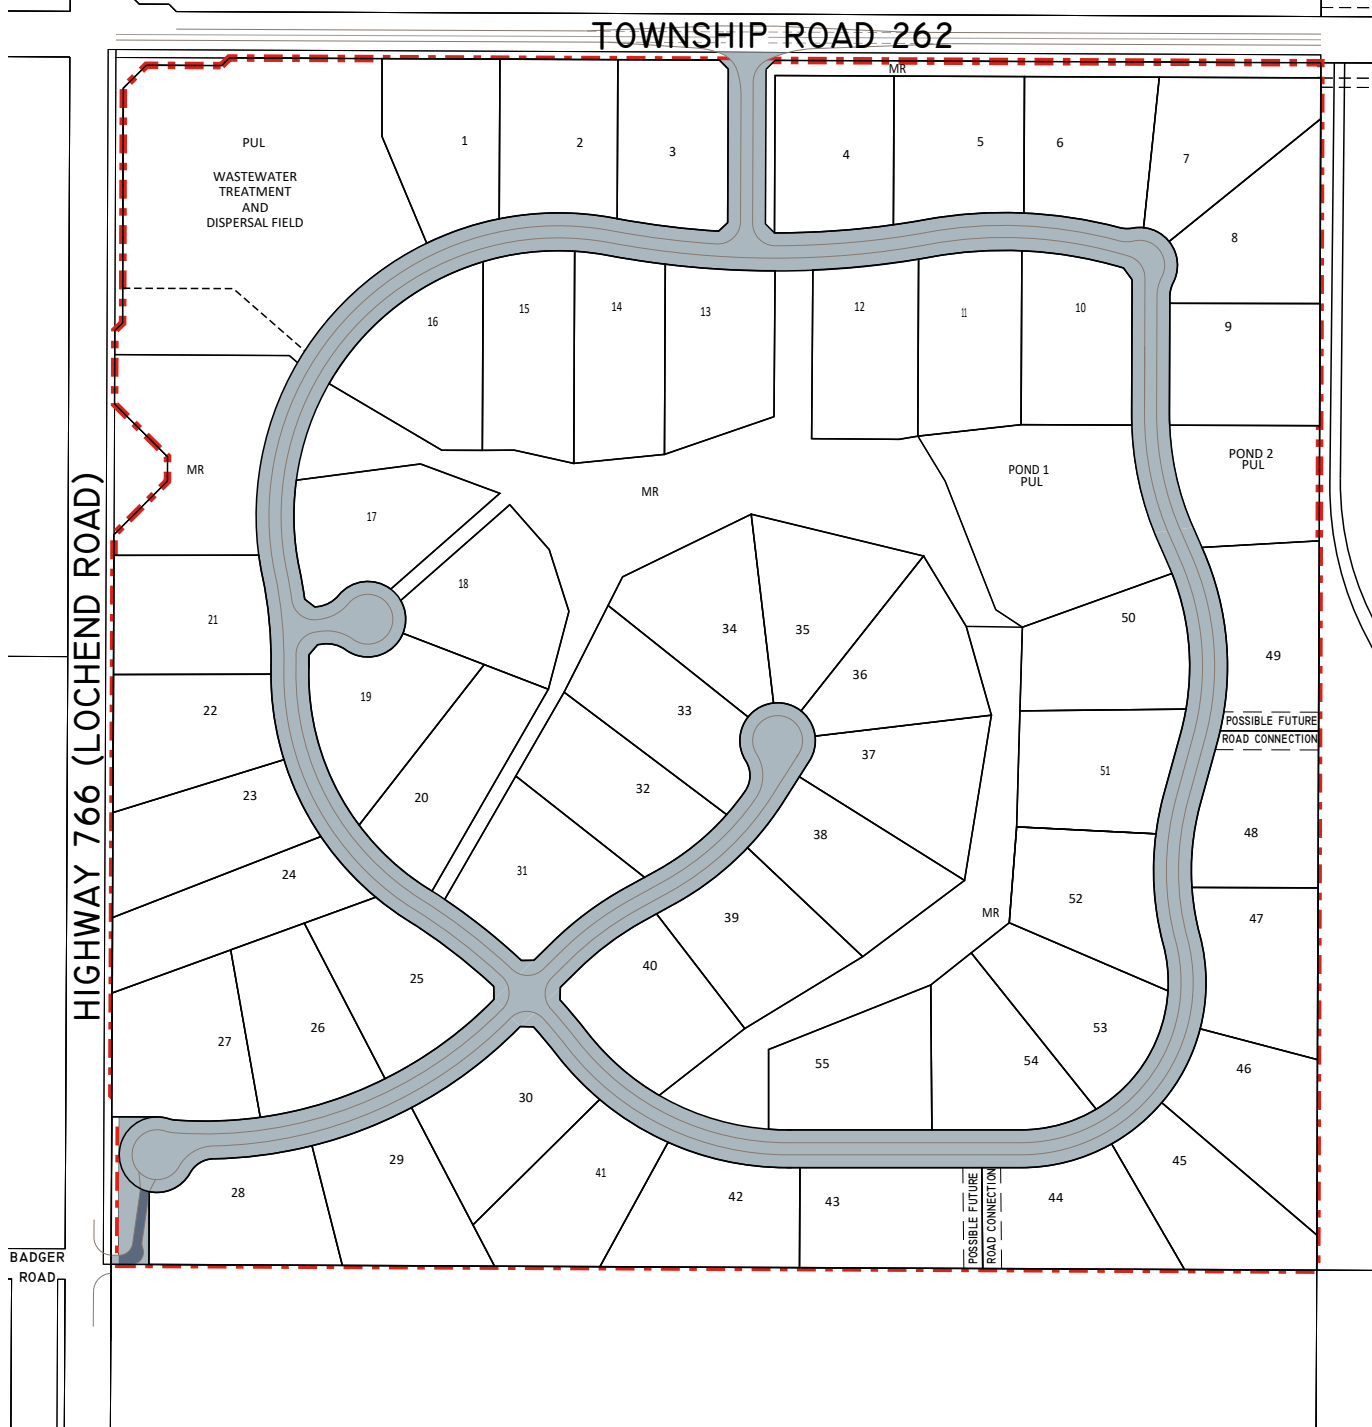 TOWNSHIP ROAD 262
MR
PUL
WASTEWATER
TREATMENT
AND
DISPERSAL FIELD
1
2
3
4
5
6
7
8
9
10
11
12
13
14
15
16
MR
MR
POND 1
PUL
POND 2
PUL
HIGHWAY 766 (LOCHEND ROAD)
17
18
19
20
21
22
23
24
25
26
27
28
29
30
31
32
33
34
35
36
37
38
39
40
41
42
43
44
45
46
47
48
49
POSSIBLE FUTURE
ROAD CONNECTION
50
51
52
MR
53
54
55
POSSIBLE FUTURE
ROAD CONNECTION
BADGER
ROAD